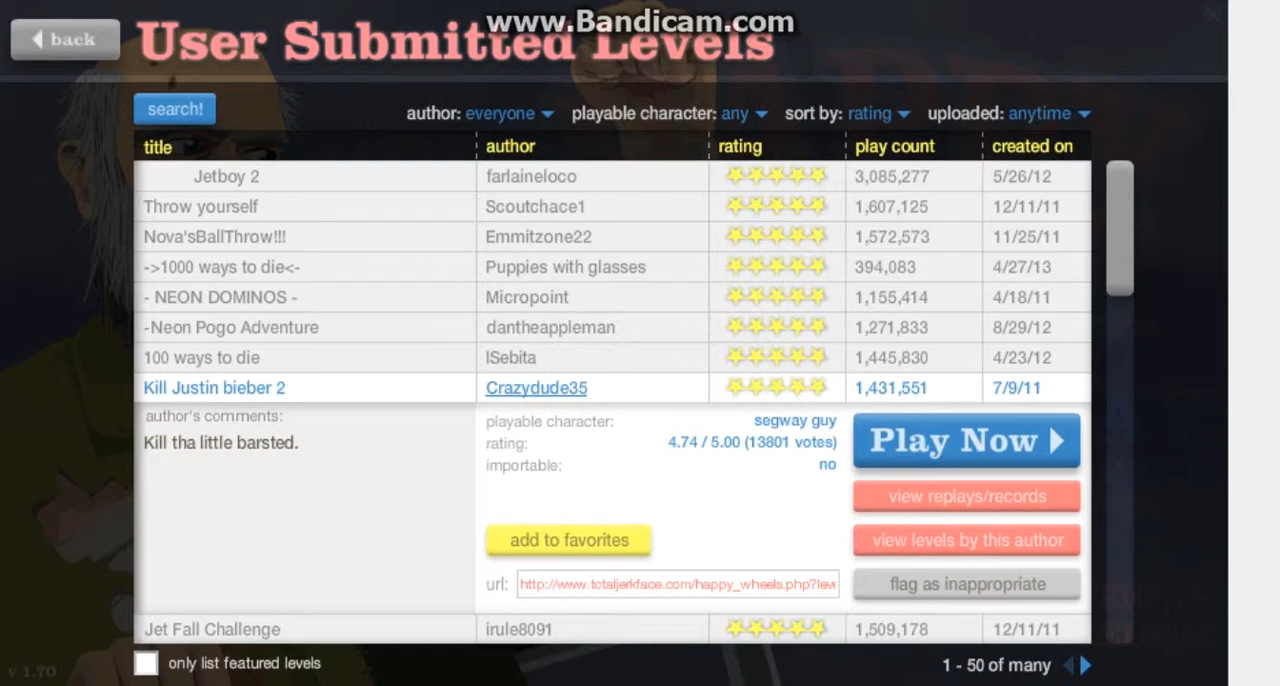 www.Bandicam.com
back
User Submitted Levels
search!
author: everyone playable character: any sort by: rating uploaded: anytime
title author rating play count created on
Jetboy 2 farlaineloco 3,085,277 5/26/12
Throw yourself Scoutchace1 1,607,125 12/11/11
Nova'sBallThrow!!! Emmitzone22 1,572,573 11/25/11
->1000 ways to die<- Puppies with glasses 394,083 4/27/13
- NEON DOMINOS - Micropoint 1,155,414 4/18/11
-Neon Pogo Adventure dantheappleman 1,271,833 8/29/12
100 ways to die lSebita 1,445,830 4/23/12
Kill Justin bieber 2 Crazydude35 1,431,551 7/9/11
author's comments:
Kill tha little barsted.
playable character: segway guy
rating: 4.74 / 5.00 (13801 votes)
importable: no
Play Now
view replays/records
add to favorites
view levels by this author
url: http://www.totaljerkface.com/happy_wheels.php?leve
flag as inappropriate
Jet Fall Challenge irule8091 1,509,178 12/11/11
only list featured levels
1 - 50 of many
v 1.70